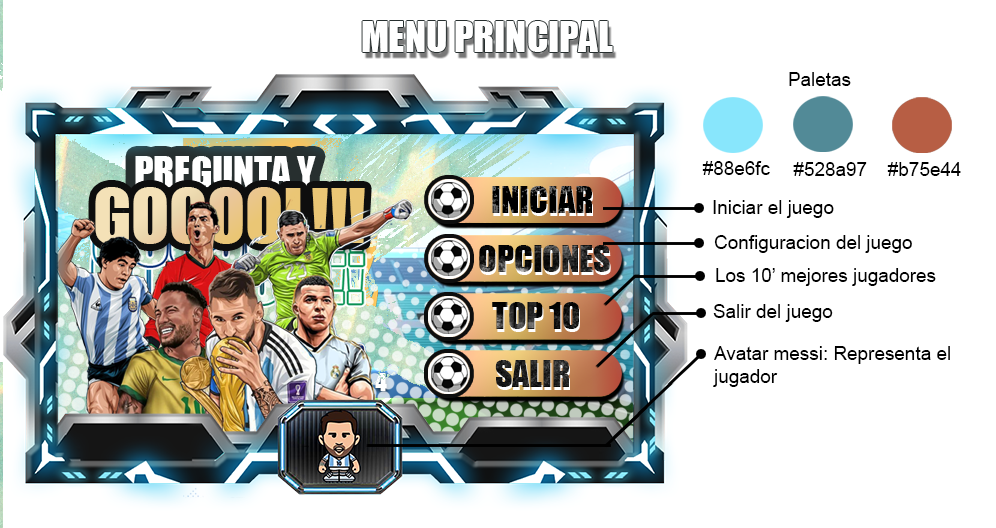 MENU PRINCIPAL
Paletas
#88e6fc
#528a97
#b75e44
PREGUNTA Y
GOOOOL!!!
INICIAR
OPCIONES
TOP 10
SALIR
Iniciar el juego
Configuracion del juego
Los 10’ mejores jugadores
Salir del juego
Avatar messi: Representa el
jugador